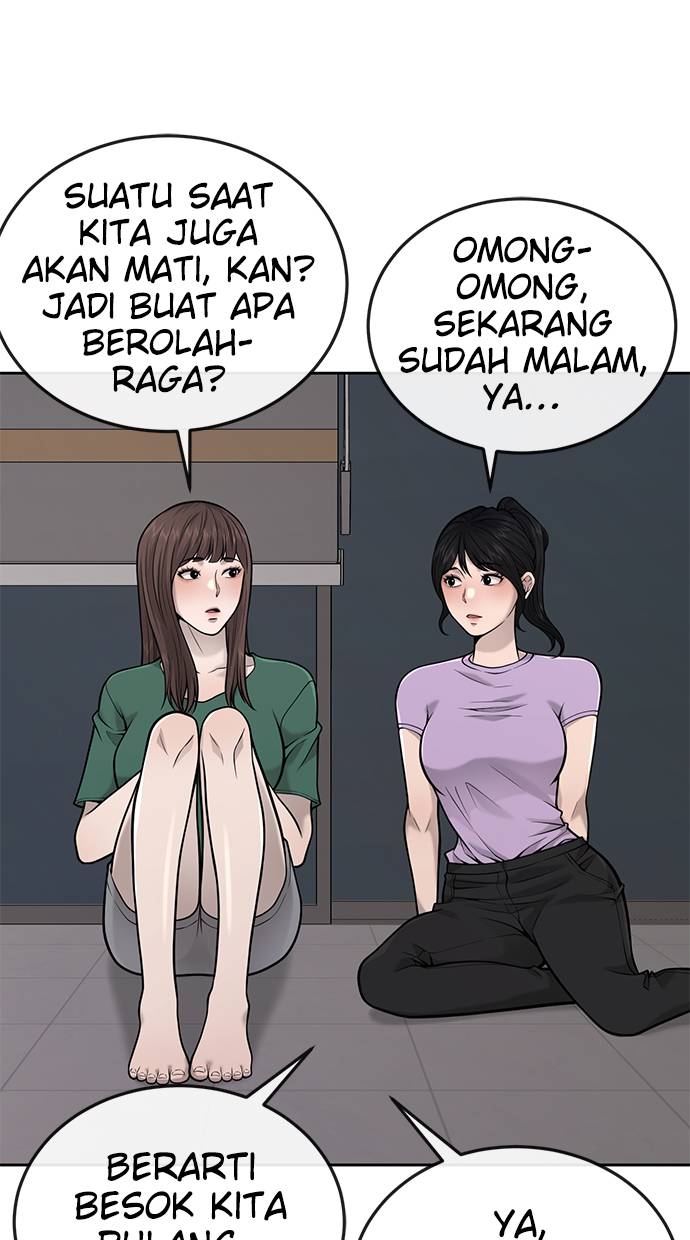 SUATU SAAT
KITA JUGA
AKAN MATI, KAN?
JADI BUAT APA
BEROLAH-
RAGA?
OMONG-
OMONG,
SEKARANG
SUDAH MALAM,
YA...
BERARTI
BESOK KITA
PULANG
YA,